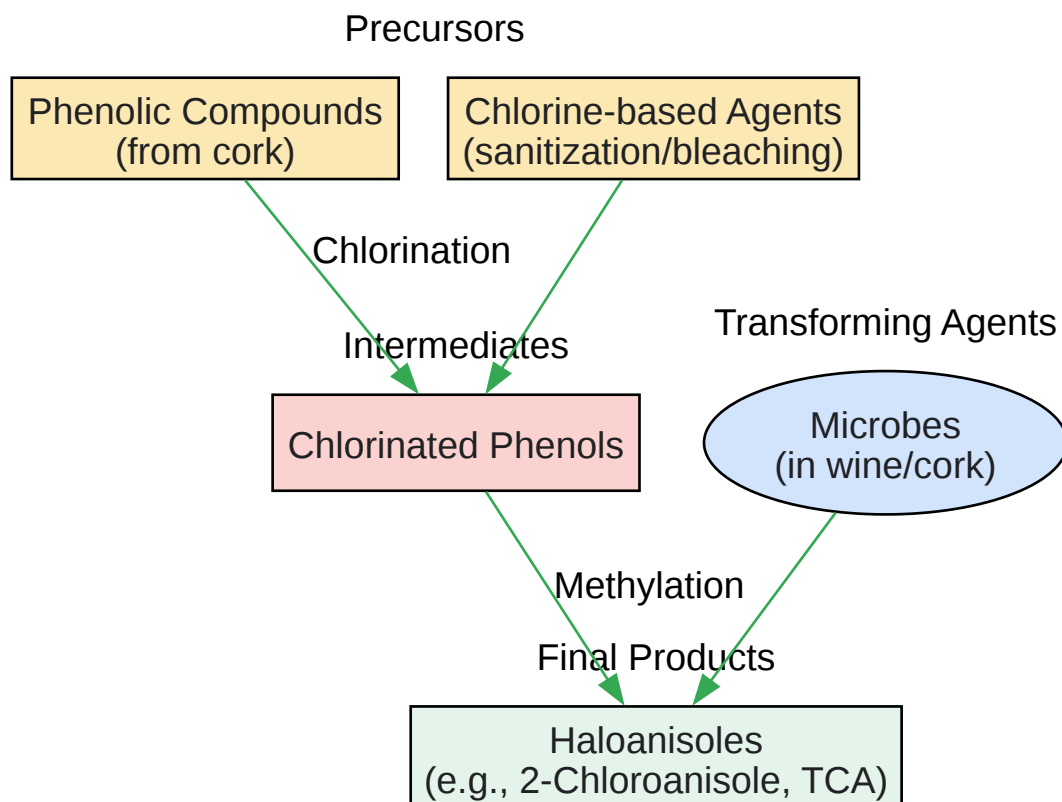 Precursors
Phenolic Compounds
(from cork)
Chlorine-based Agents
(sanitization/bleaching)
Chlorination
Transforming Agents
Intermediates
Chlorinated Phenols
Microbes
(in wine/cork)
Methylation
Final Products
Haloanisoles
(e.g., 2-Chloroanisole, TCA)